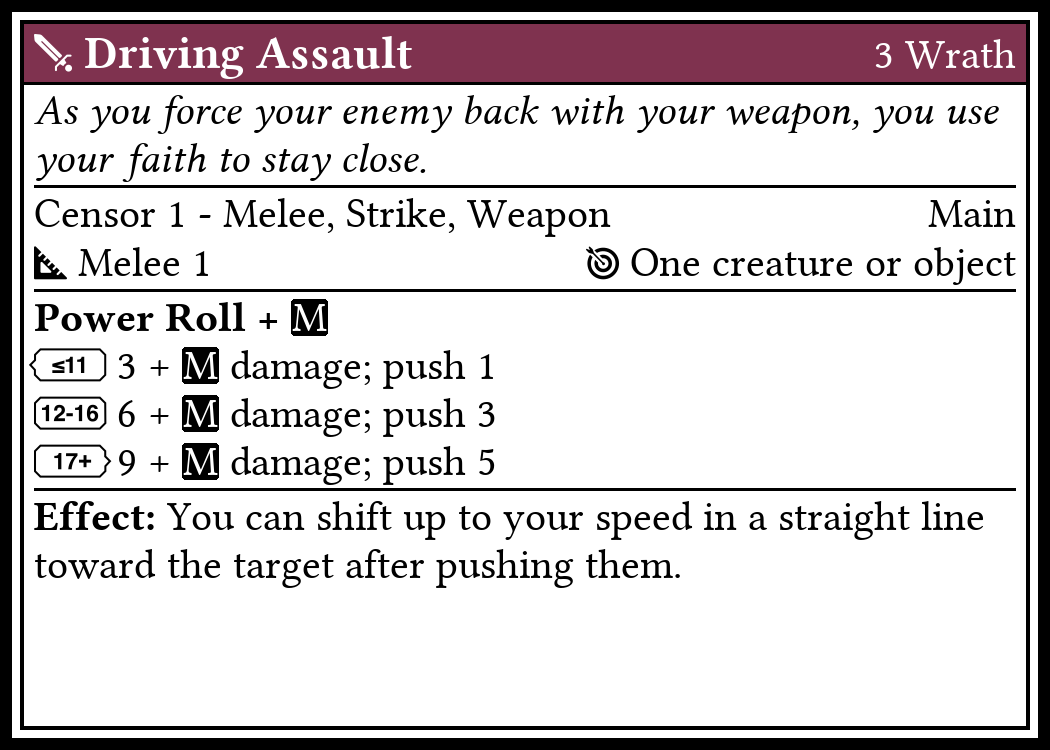 Driving Assault 3 Wrath
As you force your enemy back with your weapon, you use
your faith to stay close.
Censor 1 - Melee, Strike, Weapon Main
Melee 1 One creature or object
Power Roll + M
≤11 3 + M damage; push 1
12-16 6 + M damage; push 3
17+ 9 + M damage; push 5
Effect: You can shift up to your speed in a straight line
toward the target after pushing them.